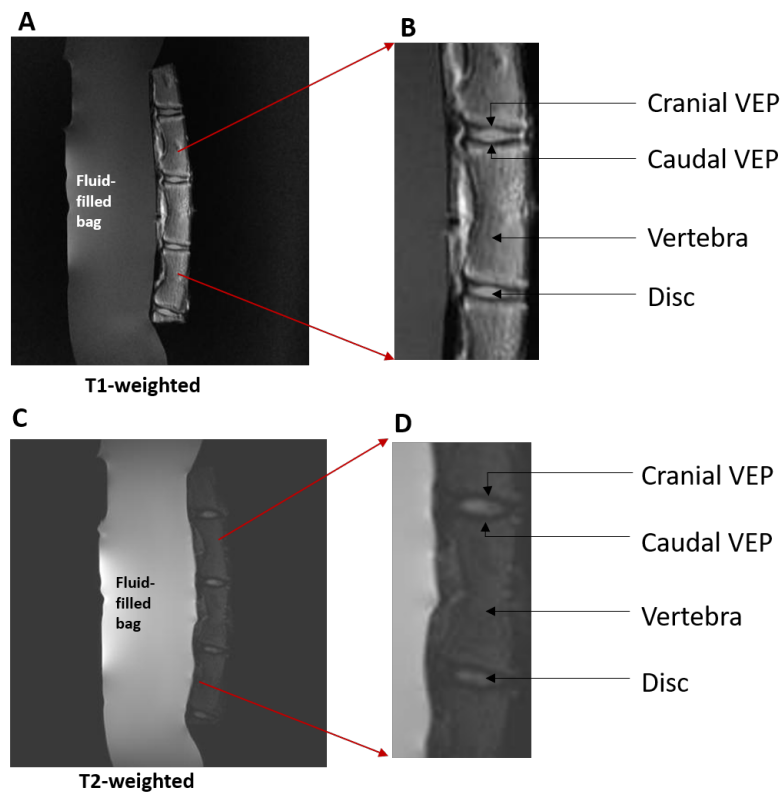 A
B
Fluid-
filled
bag
Cranial VEP
Caudal VEP
Vertebra
Disc
T1-weighted
C
D
Fluid-
filled
bag
Cranial VEP
Caudal VEP
Vertebra
Disc
T2-weighted